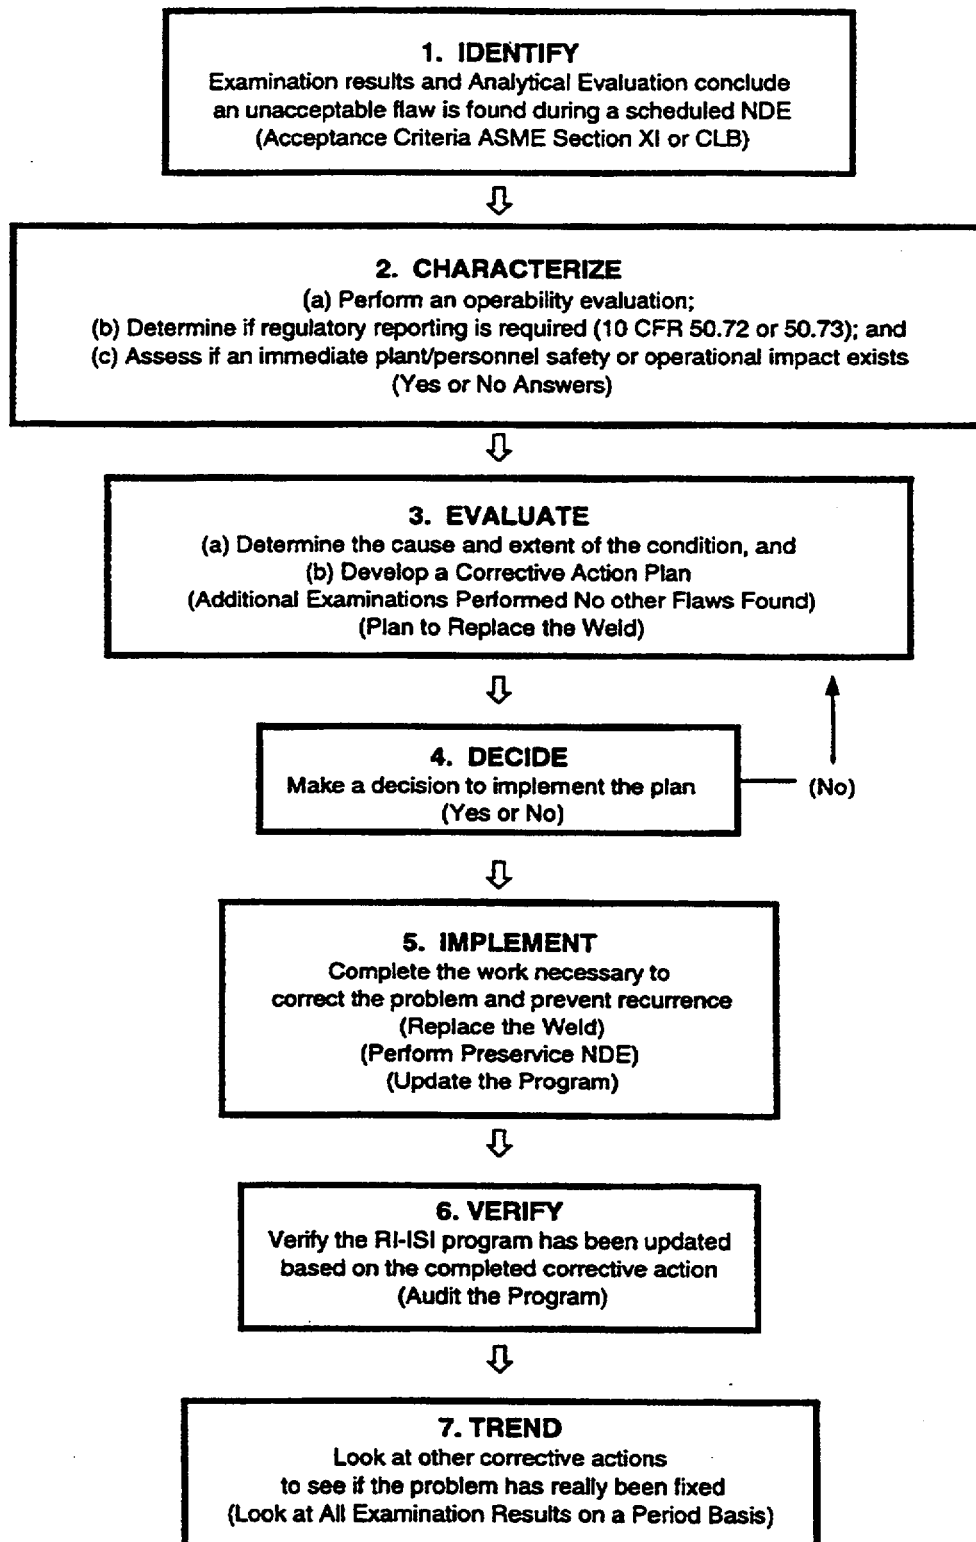 1. IDENTIFY
Examination results and Analytical Evaluation conclude
an unacceptable flaw is found during a scheduled NDE
(Acceptance Criteria ASME Section XI or CLB)
2. CHARACTERIZE
(a) Perform an operability evaluation;
(b) Determine if regulatory reporting is required (10 CFR 50.72 or 50.73); and
(c) Assess if an immediate plant/personnel safety or operational impact exists
(Yes or No Answers)
3. EVALUATE
(a) Determine the cause and extent of the condition, and
(b) Develop a Corrective Action Plan
(Additional Examinations Performed No other Flaws Found)
(Plan to Replace the Weld)
4. DECIDE
Make a decision to implement the plan
(Yes or No)
(No)
5. IMPLEMENT
Complete the work necessary to
correct the problem and prevent recurrence
(Replace the Weld)
(Perform Preservice NDE)
(Update the Program)
6. VERIFY
Verify the RI-ISI program has been updated
based on the completed corrective action
(Audit the Program)
7. TREND
Look at other corrective actions
to see if the problem has really been fixed
(Look at All Examination Results on a Period Basis)